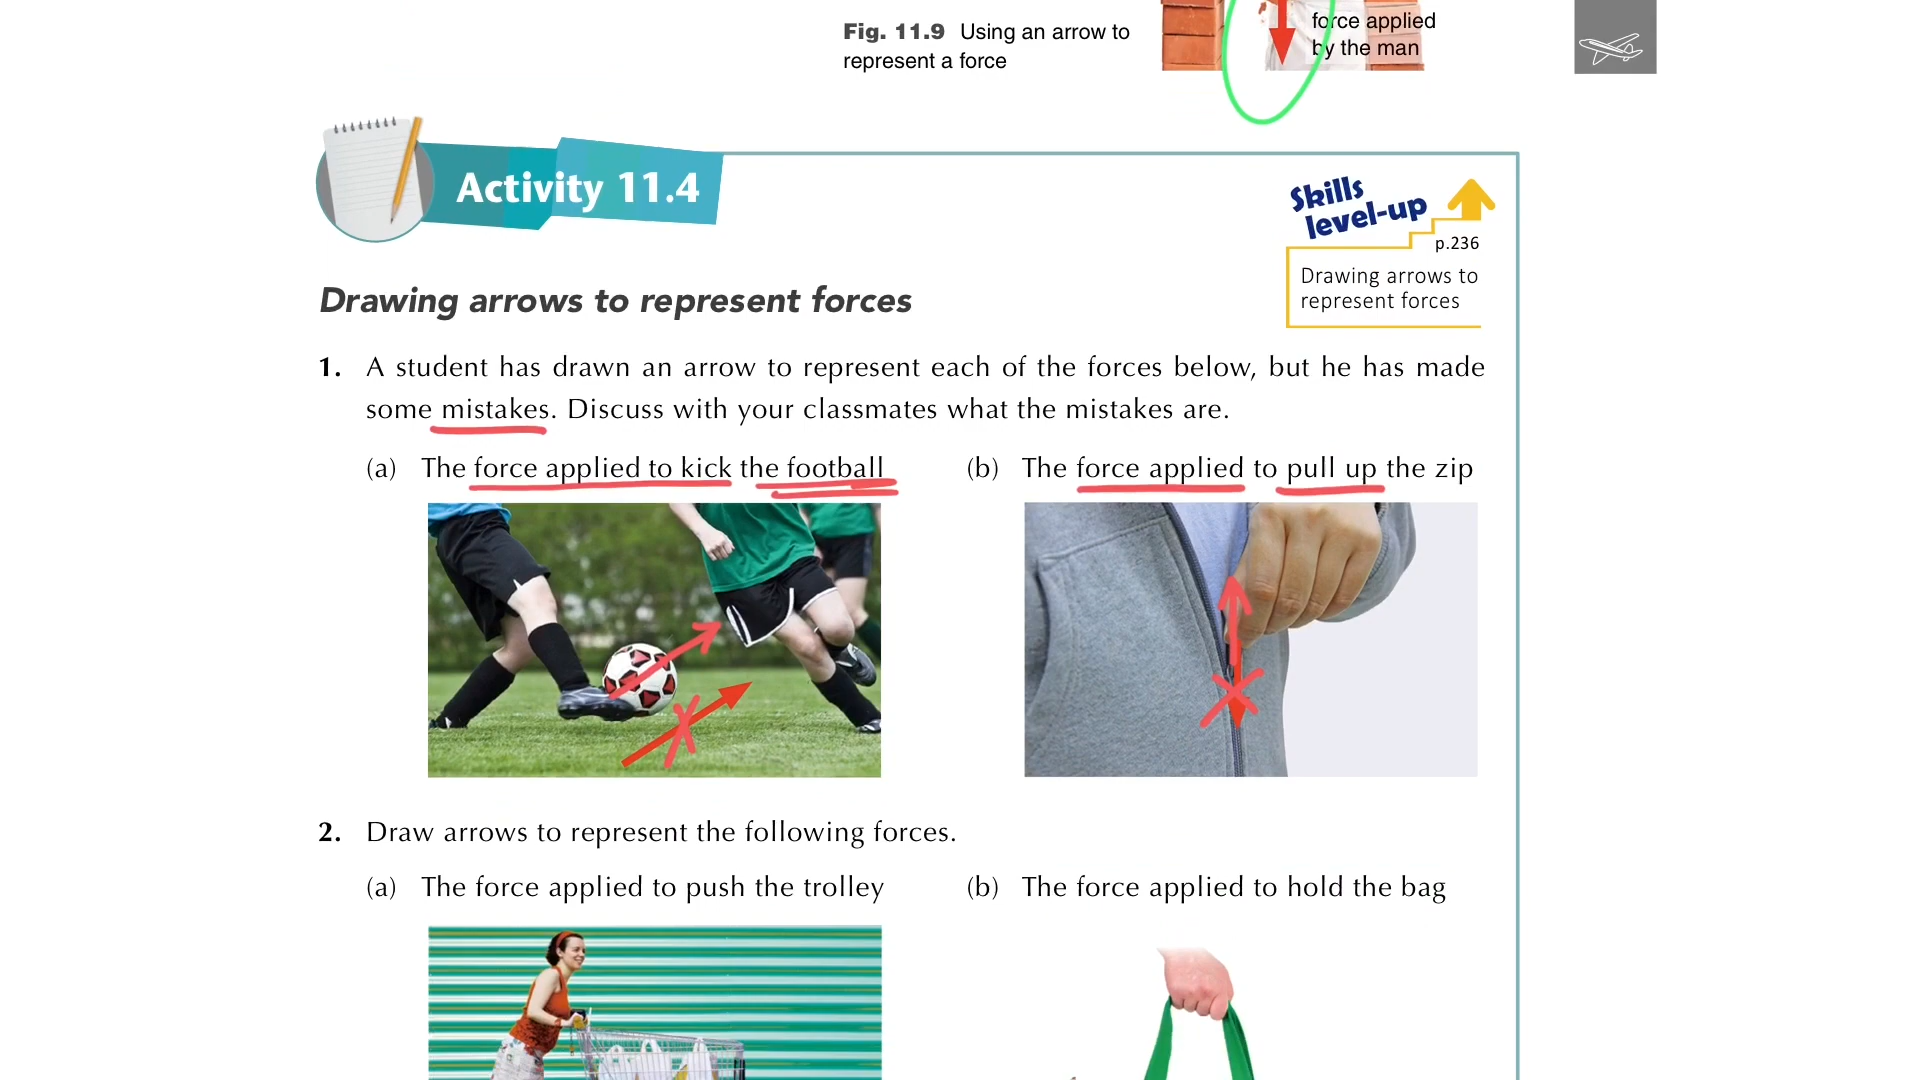 Fig. 11.9 Using an arrow to
represent a force
force applied
by the man
Activity 11.4
Skills
level-up
p.236
Drawing arrows to
represent forces
Drawing arrows to represent forces
1. A student has drawn an arrow to represent each of the forces below, but he has made
some mistakes. Discuss with your classmates what the mistakes are.
(a) The force applied to kick the football
(b) The force applied to pull up the zip
2. Draw arrows to represent the following forces.
(a) The force applied to push the trolley
(b) The force applied to hold the bag